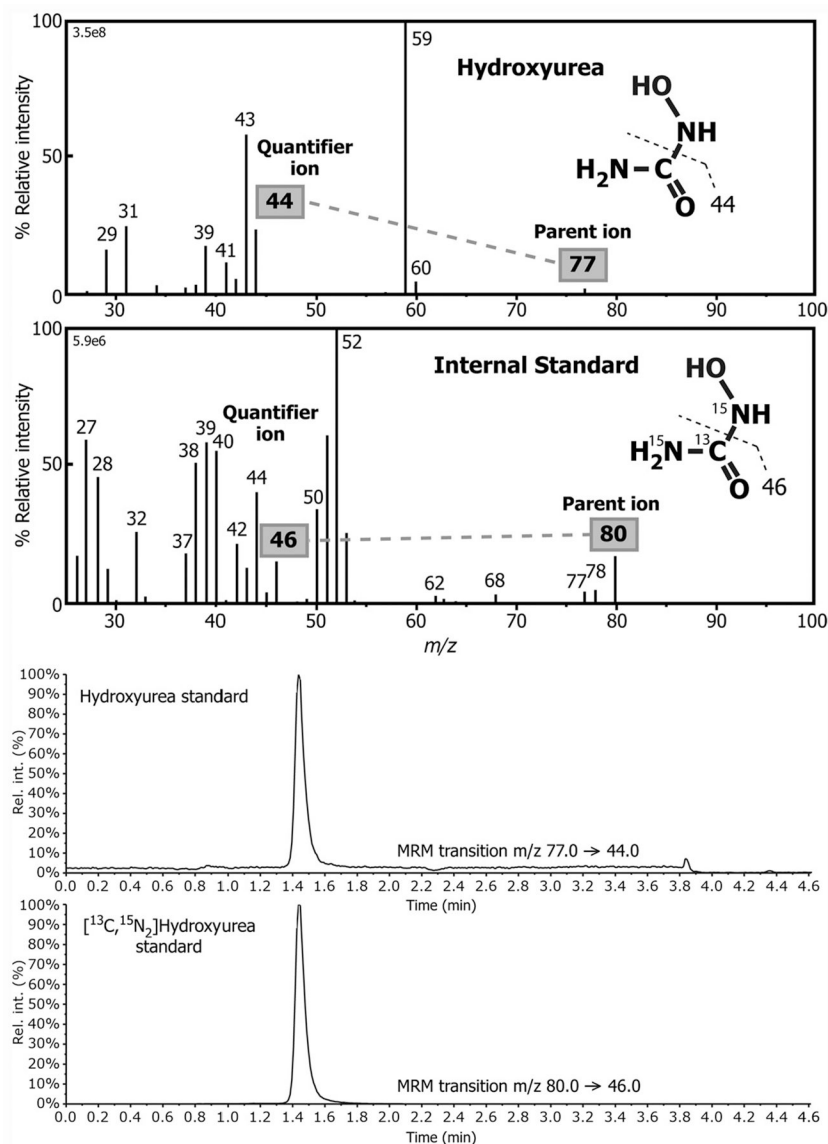 100
3.5e8
59
Hydroxyurea
HO
NH
H₂N
C
O
44
43
Quantifier
ion
44
50
Parent ion
77
31
29
39
41
60
0
% Relative intensity
30
40
50
60
70
80
90
100
100
5.9e6
52
Internal Standard
HO
¹⁵NH
H₂¹⁵N
¹³C
O
46
Quantifier
ion
27
39
38
40
50
28
44
50
Parent ion
46
80
32
37
42
62
68
77
78
0
% Relative intensity
30
40
50
60
70
80
90
100
m/z
100%
90%
80%
70%
60%
50%
40%
30%
20%
10%
0%
Rel. int. (%)
Hydroxyurea standard
MRM transition m/z 77.0 → 44.0
0.0 0.2 0.4 0.6 0.8 1.0 1.2 1.4 1.6 1.8 2.0 2.2 2.4 2.6 2.8 3.0 3.2 3.4 3.6 3.8 4.0 4.2 4.4 4.6
Time (min)
100%
90%
80%
70%
60%
50%
40%
30%
20%
10%
0%
Rel. int. (%)
[¹³C,¹⁵N₂]Hydroxyurea
standard
MRM transition m/z 80.0 → 46.0
0.0 0.2 0.4 0.6 0.8 1.0 1.2 1.4 1.6 1.8 2.0 2.2 2.4 2.6 2.8 3.0 3.2 3.4 3.6 3.8 4.0 4.2 4.4 4.6
Time (min)